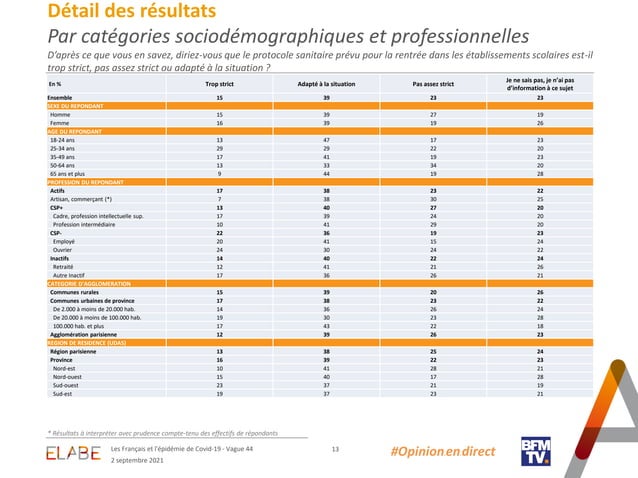 Détail des résultats
Par catégories sociodémographiques et professionnelles
D'après ce que vous en savez, diriez-vous que le protocole sanitaire prévu pour la rentrée dans les établissements scolaires est-il
trop strict, pas assez strict ou adapté à la situation ?
En % Trop strict Adapté à la situation Pas assez strict Je ne sais pas, je n'ai pas d'information à ce sujet
Ensemble 15 39 23 23
SEXE DU REPONDANT
Homme 15 39 27 19
Femme 16 39 19 26
AGE DU REPONDANT
18-24 ans 13 47 17 23
25-34 ans 29 29 22 20
35-49 ans 17 41 19 23
50-64 ans 13 33 34 20
65 ans et plus 9 44 19 28
PROFESSION DU REPONDANT
Actifs 17 38 23 22
Artisan, commerçant (*) 7 38 30 25
CSP+ 13 40 27 20
Cadre, profession intellectuelle sup. 17 39 24 20
Profession intermédiaire 10 41 29 20
CSP- 22 36 19 23
Employé 20 41 15 24
Ouvrier 24 30 24 22
Inactifs 14 40 22 24
Retraité 12 41 21 26
Autre Inactif 17 36 26 21
CATEGORIE D'AGGLOMERATION
Communes rurales 15 39 20 26
Communes urbaines de province 17 38 23 22
De 2.000 à moins de 20.000 hab. 14 36 26 24
De 20.000 à moins de 100.000 hab. 19 30 23 28
100.000 hab. et plus 17 43 22 18
Agglomération parisienne 12 39 26 23
REGION DE RESIDENCE (UDA5)
Région parisienne 13 38 25 24
Province 16 39 22 23
Nord-est 10 41 28 21
Nord-ouest 15 40 17 28
Sud-ouest 23 37 21 19
Sud-est 19 37 23 21
* Résultats à interpréter avec prudence compte-tenu des effectifs de répondants
ELABE
Les Français et l'épidémie de Covid-19 - Vague 44
2 septembre 2021
13
#Opinion en direct
BFM
TV.